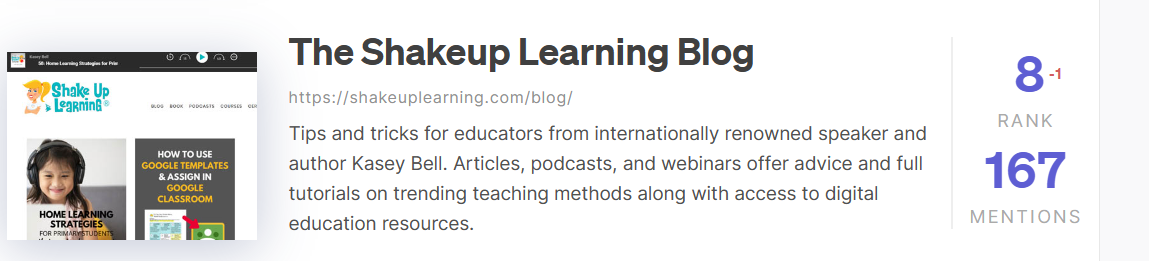 The Shakeup Learning Blog
https://shakeuplearning.com/blog/
Tips and tricks for educators from internationally renowned speaker and
author Kasey Bell. Articles, podcasts, and webinars offer advice and full
tutorials on trending teaching methods along with access to digital
education resources.
8 -1
RANK
167
MENTIONS
Kasey Bell
58: Home Learning Strategies for Prim
Shake Up
Learning®
BLOG BOOK PODCASTS COURSES CER
HOME LEARNING
STRATEGIES
FOR PRIMARY STUDENTS
HOW TO USE
GOOGLE TEMPLATES
& ASSIGN IN
GOOGLE
CLASSROOM